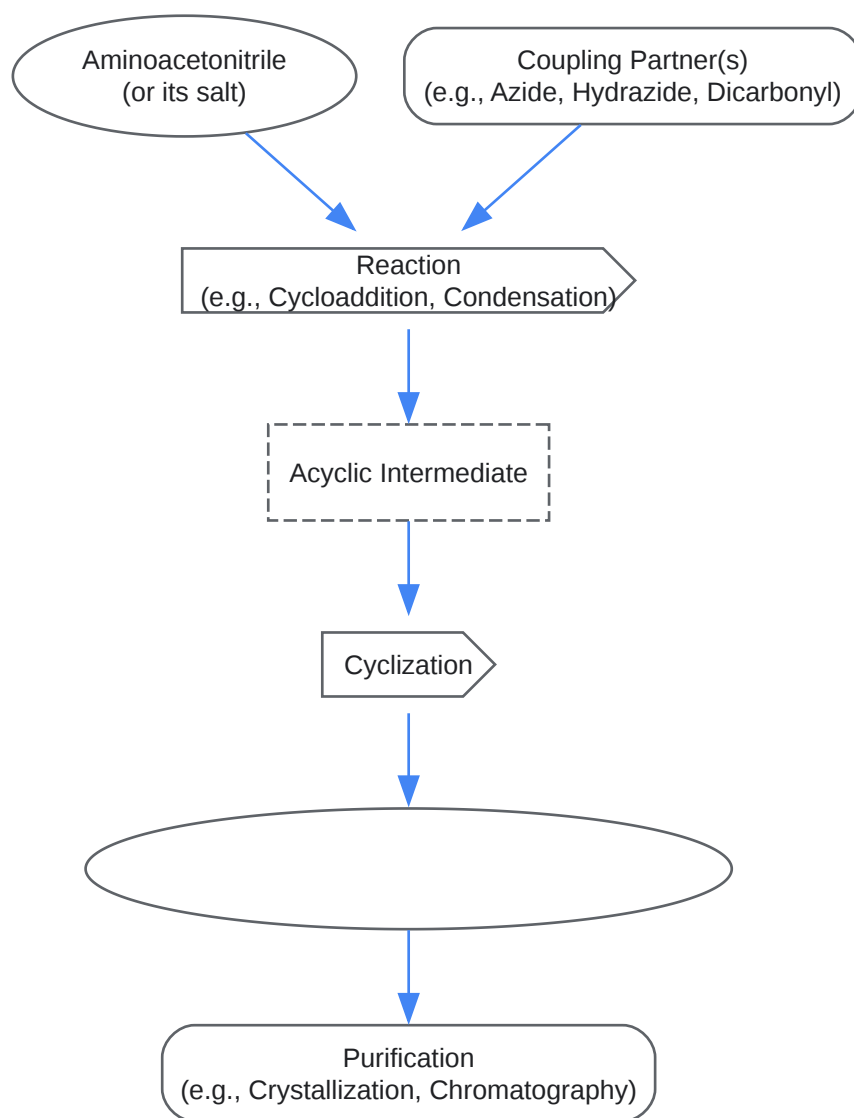 Aminoacetonitrile
(or its salt)
Coupling Partner(s)
(e.g., Azide, Hydrazide, Dicarbonyl)
Reaction
(e.g., Cycloaddition, Condensation)
Acyclic Intermediate
Cyclization
Purification
(e.g., Crystallization, Chromatography)